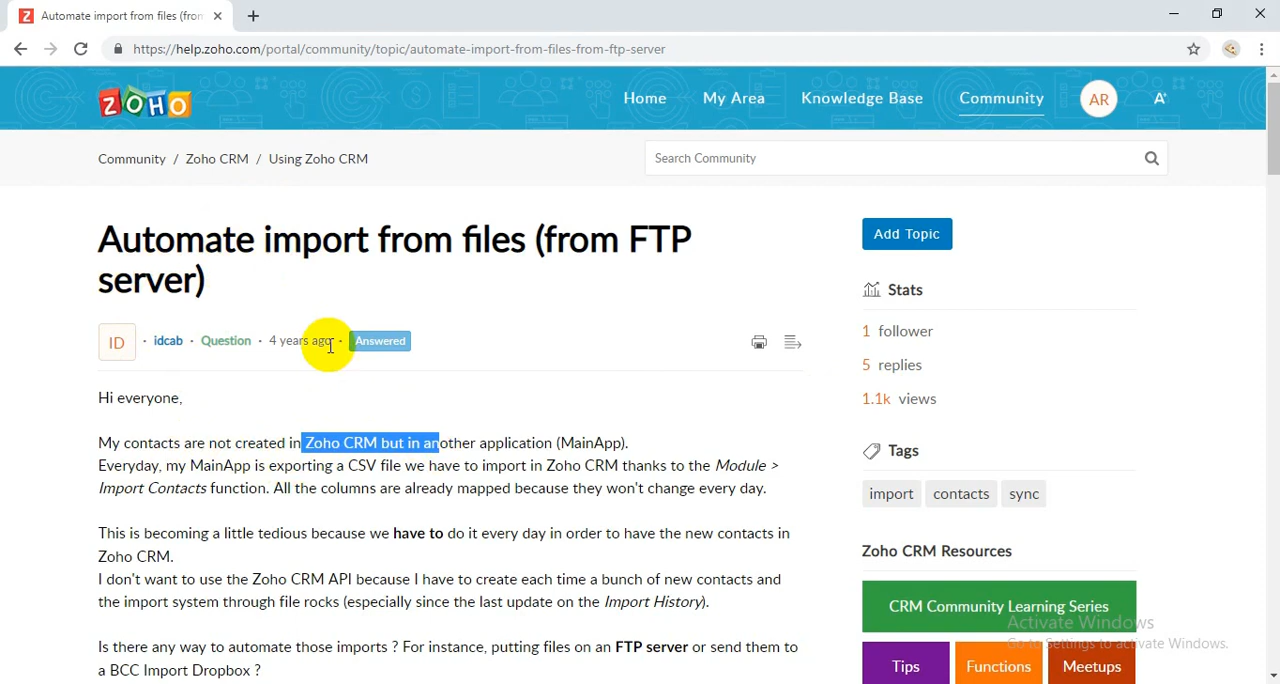 Automate import from files (from
https://help.zoho.com/portal/community/topic/automate-import-from-files-from-ftp-server
ZOHO
Home
My Area
Knowledge Base
Community
AR
A+
Community / Zoho CRM / Using Zoho CRM
Search Community
Automate import from files (from FTP
server)
ID · idcab · Question · 4 years ago · Answered
Hi everyone,
My contacts are not created in Zoho CRM but in another application (MainApp).
Everyday, my MainApp is exporting a CSV file we have to import in Zoho CRM thanks to the Module >
Import Contacts function. All the columns are already mapped because they won't change every day.
This is becoming a little tedious because we have to do it every day in order to have the new contacts in
Zoho CRM.
I don't want to use the Zoho CRM API because I have to create each time a bunch of new contacts and
the import system through file rocks (especially since the last update on the Import History).
Is there any way to automate those imports ? For instance, putting files on an FTP server or send them to
a BCC Import Dropbox ?
Add Topic
Stats
1 follower
5 replies
1.1k views
Tags
import
contacts
sync
Zoho CRM Resources
CRM Community Learning Series
Tips
Functions
Meetups
Activate Windows
Go to Settings to activate Windows.